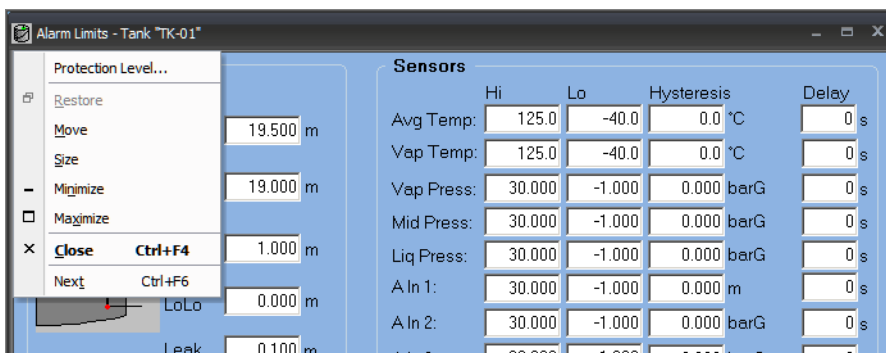 Alarm Limits - Tank "TK-01"
Protection Level...
Restore
Move
Size
Minimize
Maximize
Close Ctrl+F4
Next Ctrl+F6
19.500 m
19.000 m
1.000 m
LoLo 0.000 m
Leak 0.100 m
Sensors
Hi Lo Hysteresis Delay
Avg Temp: 125.0 -40.0 0.0 °C 0 s
Vap Temp: 125.0 -40.0 0.0 °C 0 s
Vap Press: 30.000 -1.000 0.000 barG 0 s
Mid Press: 30.000 -1.000 0.000 barG 0 s
Liq Press: 30.000 -1.000 0.000 barG 0 s
A In 1: 30.000 -1.000 0.000 m 0 s
A In 2: 30.000 -1.000 0.000 barG 0 s